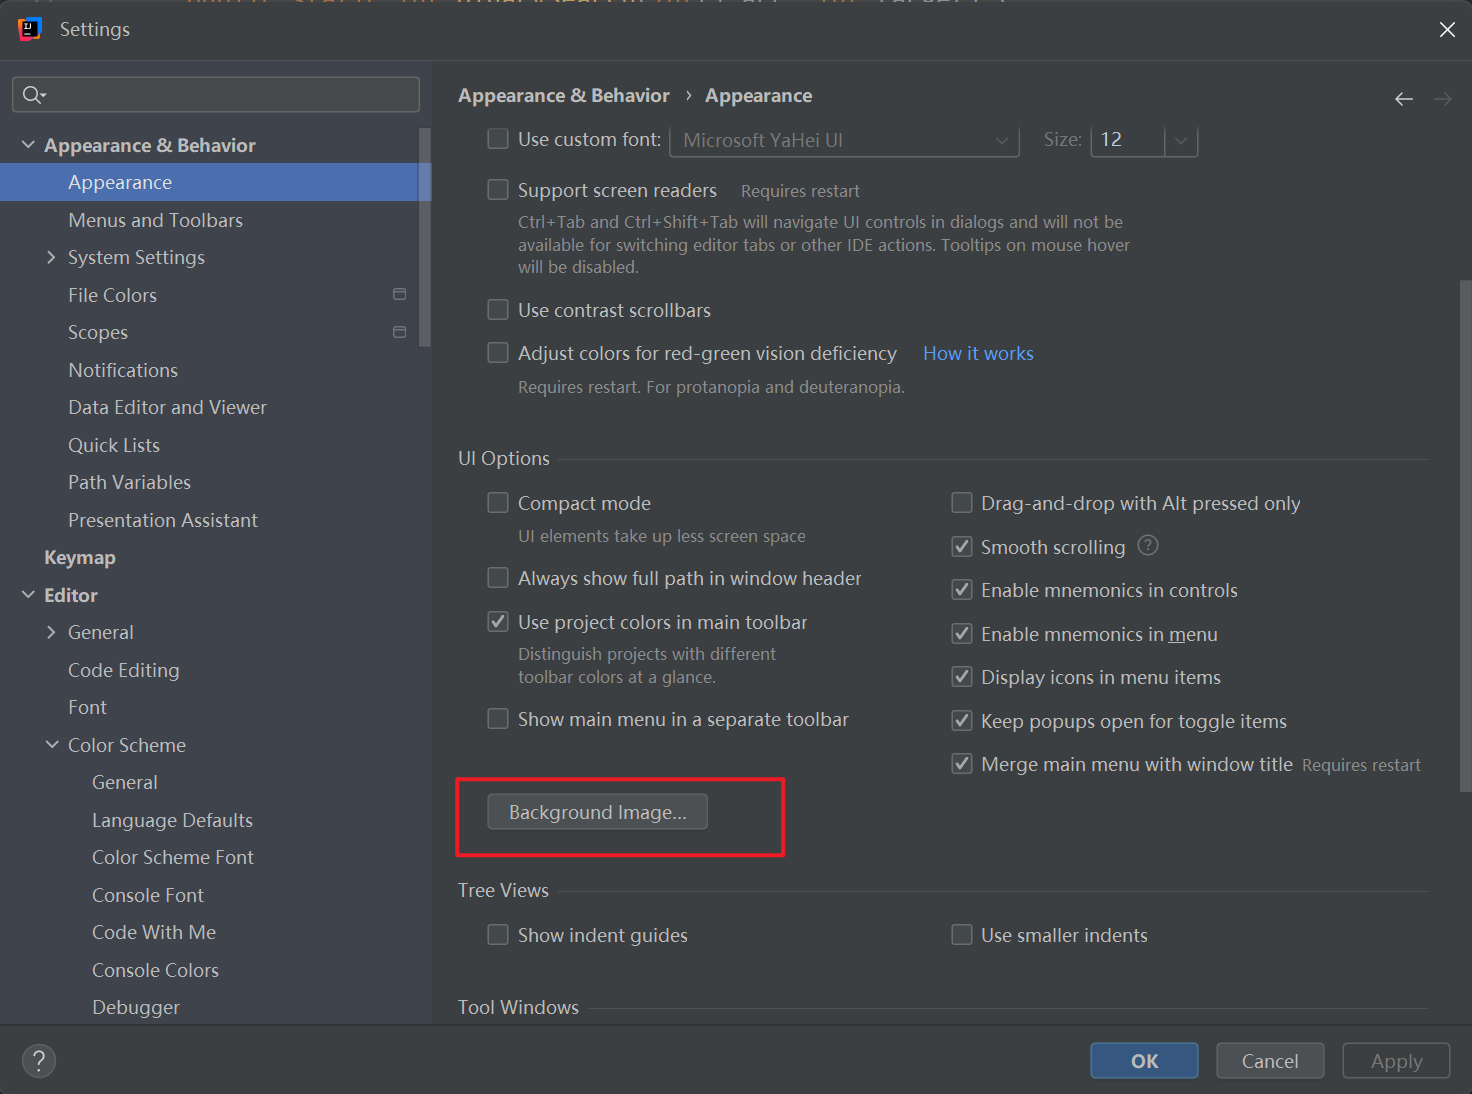 Settings
Appearance & Behavior
Appearance
Menus and Toolbars
System Settings
File Colors
Scopes
Notifications
Data Editor and Viewer
Quick Lists
Path Variables
Presentation Assistant
Keymap
Editor
General
Code Editing
Font
Color Scheme
General
Language Defaults
Color Scheme Font
Console Font
Code With Me
Console Colors
Debugger
Appearance & Behavior › Appearance
Use custom font: Microsoft YaHei UI Size: 12
Support screen readers Requires restart
Ctrl+Tab and Ctrl+Shift+Tab will navigate UI controls in dialogs and will not be
available for switching editor tabs or other IDE actions. Tooltips on mouse hover
will be disabled.
Use contrast scrollbars
Adjust colors for red-green vision deficiency How it works
Requires restart. For protanopia and deuteranopia.
UI Options
Compact mode
UI elements take up less screen space
Always show full path in window header
Use project colors in main toolbar
Distinguish projects with different
toolbar colors at a glance.
Show main menu in a separate toolbar
Drag-and-drop with Alt pressed only
Smooth scrolling ?
Enable mnemonics in controls
Enable mnemonics in menu
Display icons in menu items
Keep popups open for toggle items
Merge main menu with window title Requires restart
Background Image...
Tree Views
Show indent guides
Use smaller indents
Tool Windows
?
OK Cancel Apply